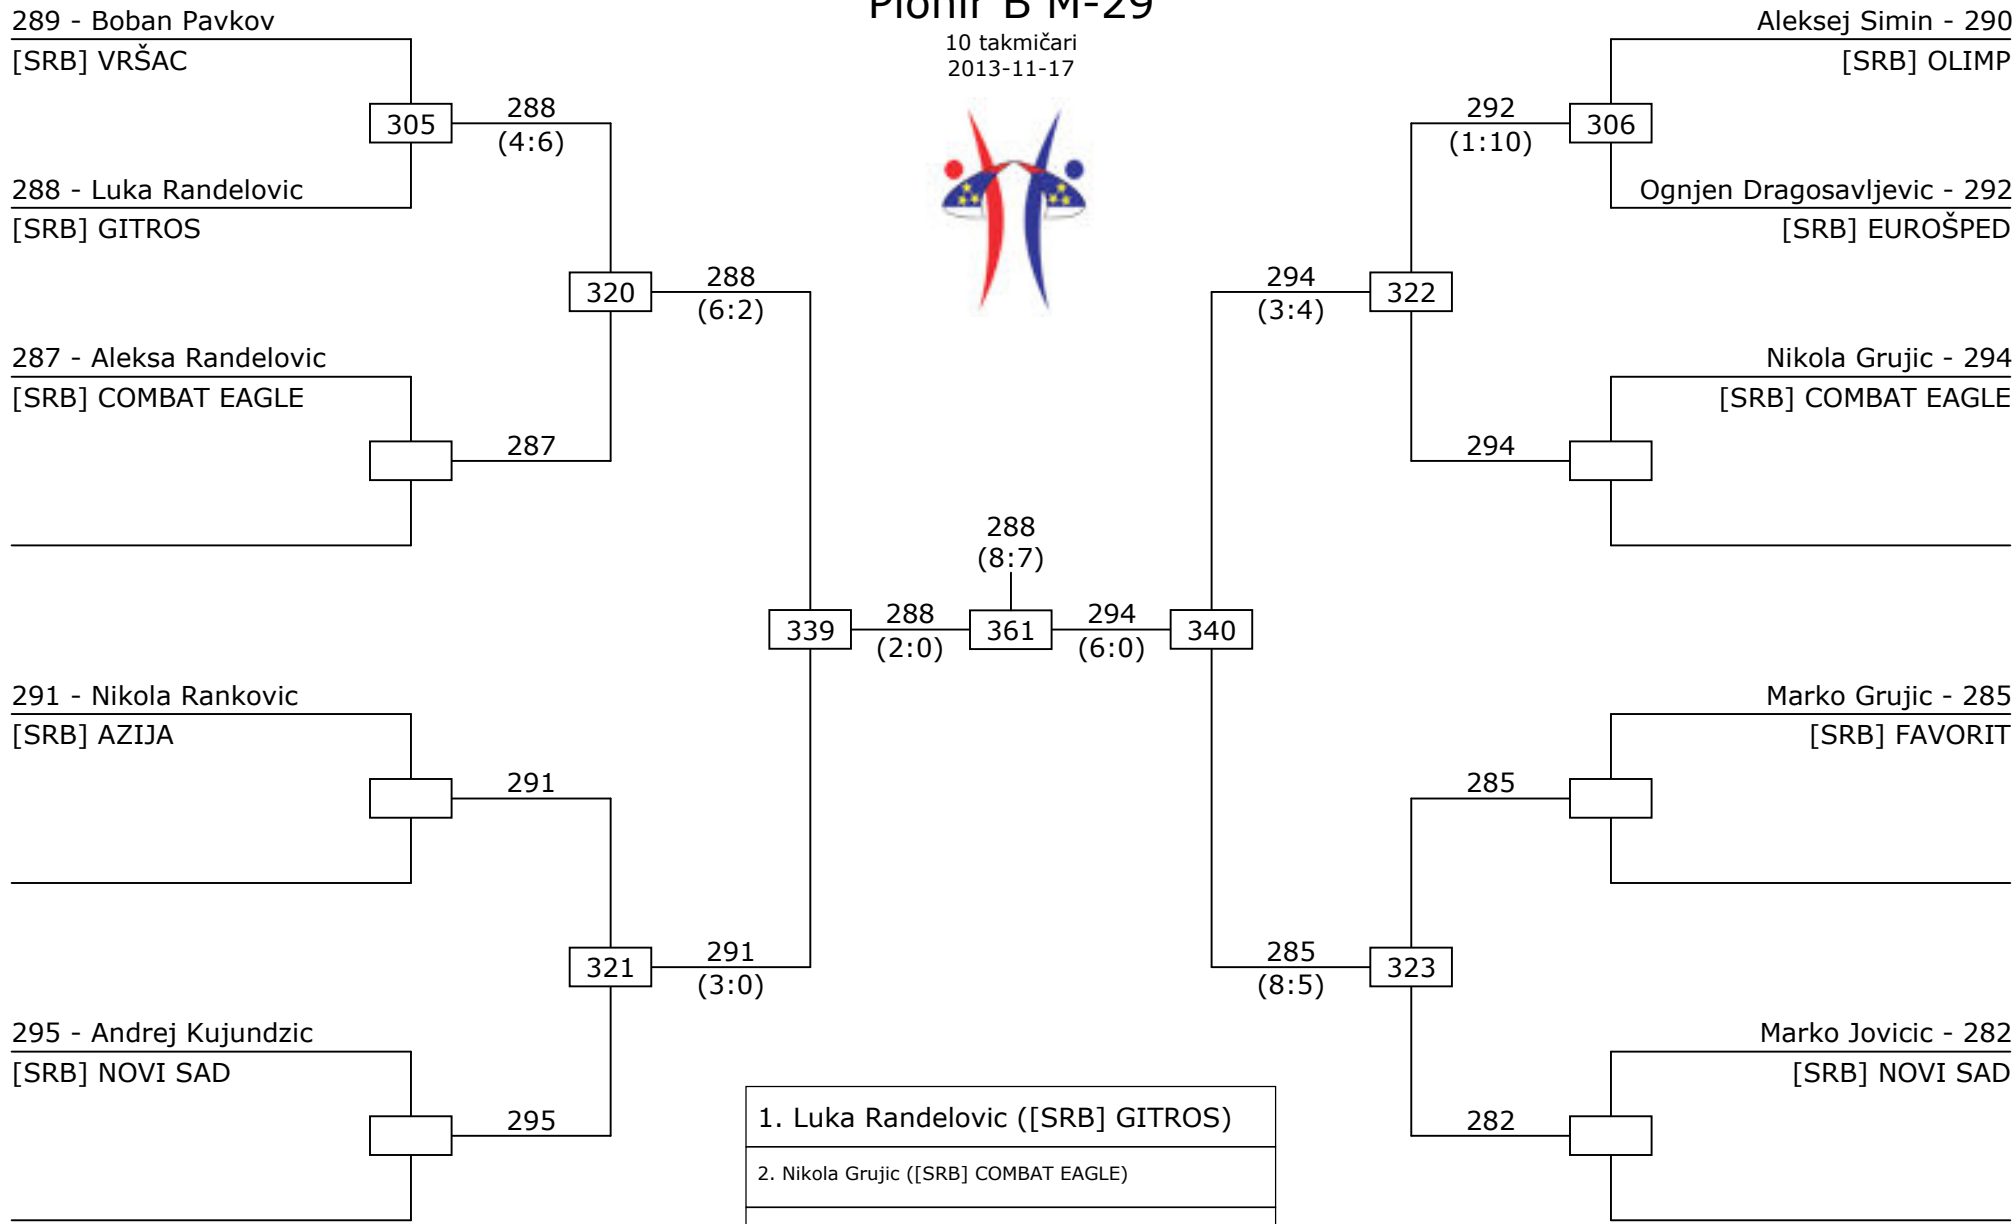 Pionir B M-29
10 takmičari
2013-11-17
289 - Boban Pavkov
[SRB] VRŠAC
305
288
(4:6)
288 - Luka Randelovic
[SRB] GITROS
320
288
(6:2)
287 - Aleksa Randelovic
[SRB] COMBAT EAGLE
287
291 - Nikola Rankovic
[SRB] AZIJA
291
321
291
(3:0)
295 - Andrej Kujundzic
[SRB] NOVI SAD
295
339
288
(2:0)
288
(8:7)
361
294
(6:0)
340
Aleksej Simin - 290
[SRB] OLIMP
292
(1:10)
306
Ognjen Dragosavljevic - 292
[SRB] EUROŠPED
294
(3:4)
322
Nikola Grujic - 294
[SRB] COMBAT EAGLE
294
Marko Grujic - 285
[SRB] FAVORIT
285
285
(8:5)
323
Marko Jovicic - 282
[SRB] NOVI SAD
282
1. Luka Randelovic ([SRB] GITROS)
2. Nikola Grujic ([SRB] COMBAT EAGLE)